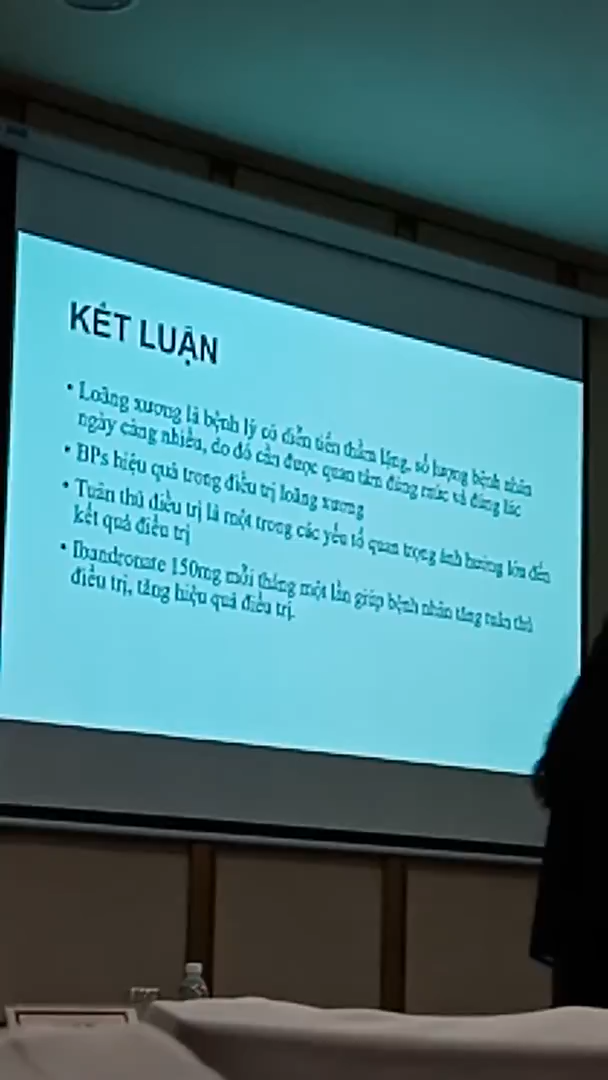 KẾT LUẬN
• Loãng xương là bệnh lý có diễn tiến thầm lặng, số lượng bệnh nhân
ngày càng nhiều, do đó cần được quan tâm đúng mức và đúng lúc
• BPs hiệu quả trong điều trị loãng xương
• Tuân thủ điều trị là một trong các yếu tố quan trọng ảnh hưởng lớn đến
kết quả điều trị
• Ibandronate 150mg mỗi tháng một lần giúp bệnh nhân tăng tuân thủ
điều trị, tăng hiệu quả điều trị.